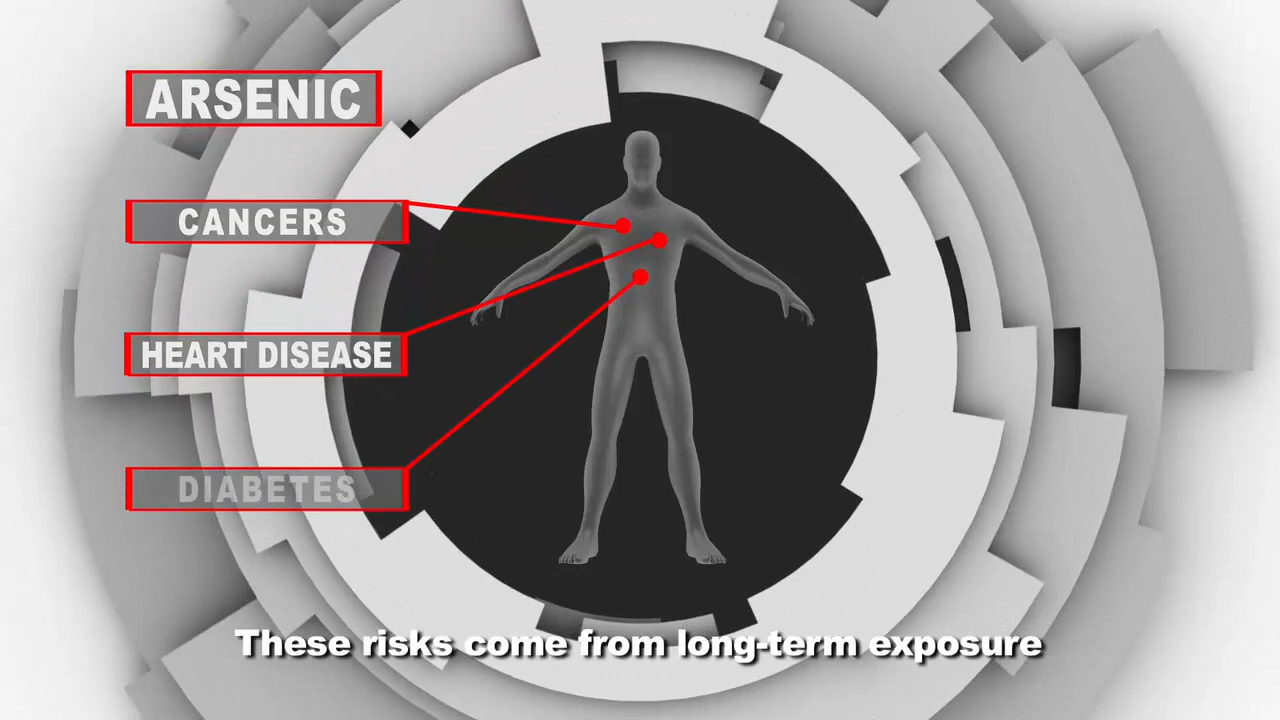 ARSENIC
CANCERS
HEART DISEASE
DIABETES
These risks come from long-term exposure